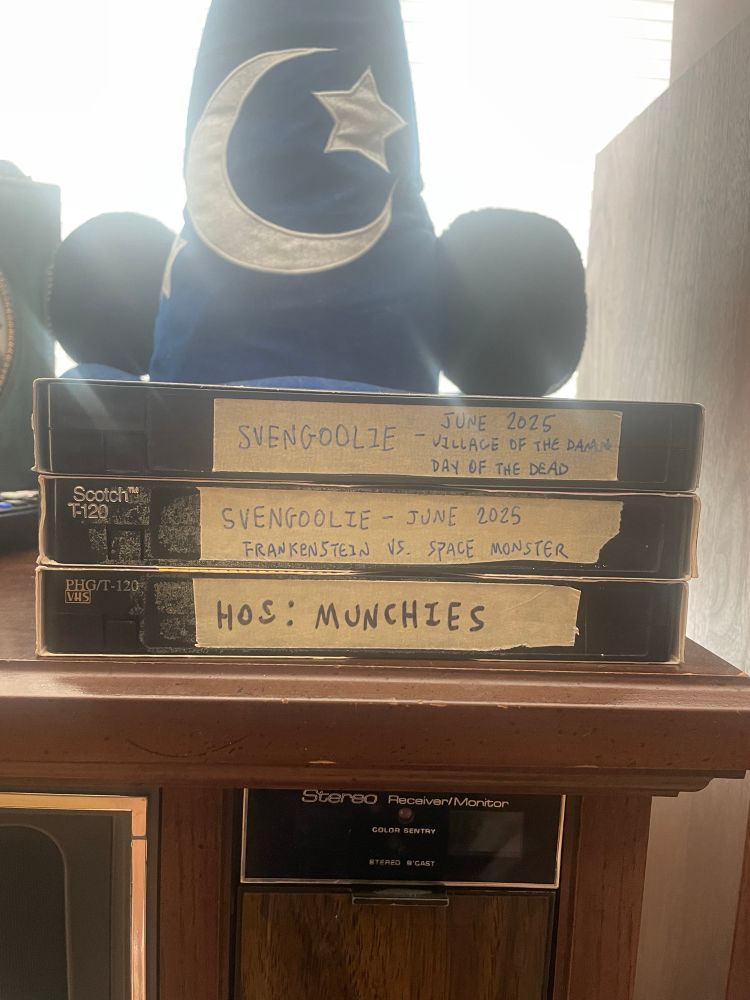 SVENGOOLIE - JUNE 2025
VILLAGE OF THE DAMN
DAY OF THE DEAD
Scotch™
T-120
SVENGOOLIE - JUNE 2025
FRANKENSTEIN VS. SPACE MONSTER
PHG/T-120
VHS
HOS: MUNCHIES
Stereo Receiver/Monitor
COLOR SENTRY
STEREO B'CAST